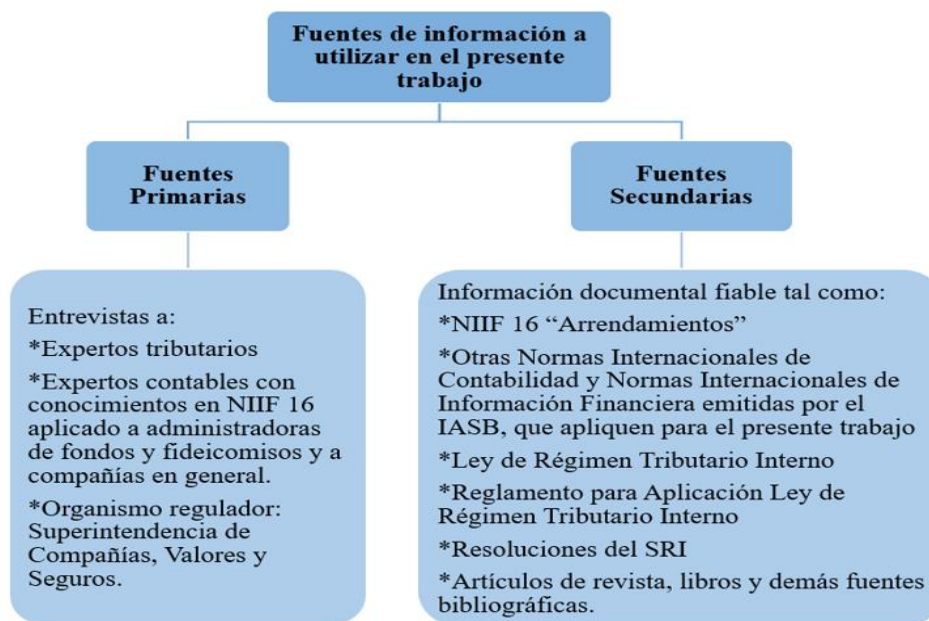 Fuentes de información a
utilizar en el presente
trabajo
Fuentes
Primarias
Fuentes
Secundarias
Entrevistas a:
*Expertos tributarios
*Expertos contables con
conocimientos en NIIF 16
aplicado a administradoras
de fondos y fideicomisos y a
compañías en general.
*Organismo regulador:
Superintendencia de
Compañías, Valores y
Seguros.
Información documental fiable tal como:
*NIIF 16 “Arrendamientos”
*Otras Normas Internacionales de
Contabilidad y Normas Internacionales de
Información Financiera emitidas por el
IASB, que apliquen para el presente trabajo
*Ley de Régimen Tributario Interno
*Reglamento para Aplicación Ley de
Régimen Tributario Interno
*Resoluciones del SRI
*Artículos de revista, libros y demás fuentes
bibliográficas.